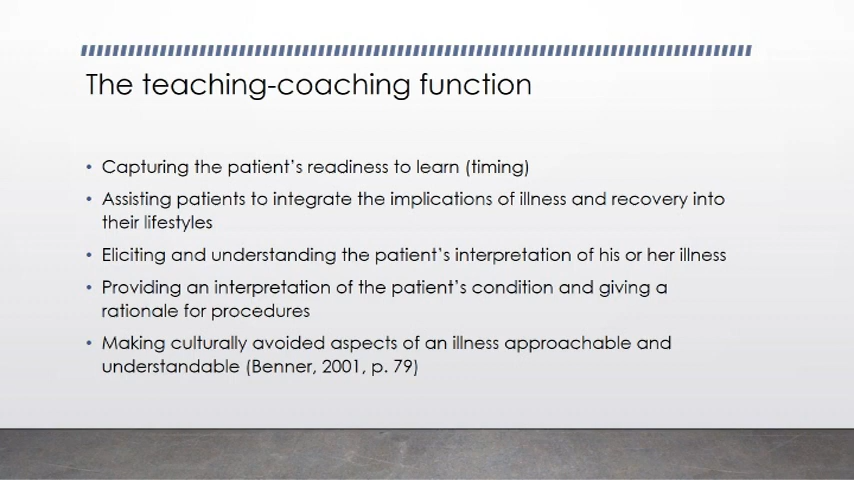 The teaching-coaching function
• Capturing the patient's readiness to learn (timing)
• Assisting patients to integrate the implications of illness and recovery into
their lifestyles
• Eliciting and understanding the patient's interpretation of his or her illness
• Providing an interpretation of the patient's condition and giving a
rationale for procedures
• Making culturally avoided aspects of an illness approachable and
understandable (Benner, 2001, p. 79)